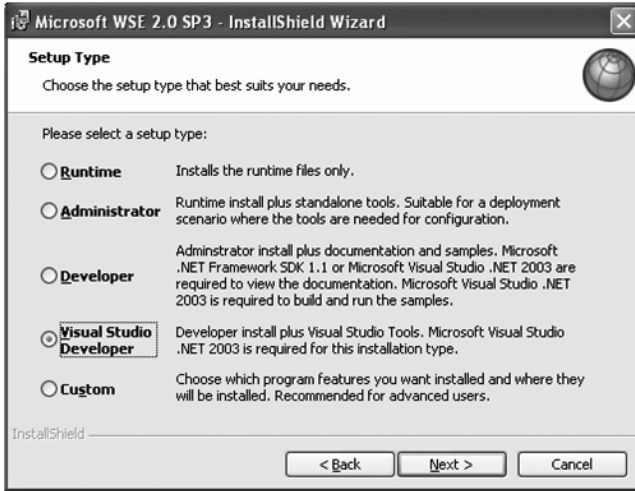 Microsoft WSE 2.0 SP3 - InstallShield Wizard
Setup Type
Choose the setup type that best suits your needs.
Please select a setup type:
Runtime
Installs the runtime files only.
Administrator
Runtime install plus standalone tools. Suitable for a deployment
scenario where the tools are needed for configuration.
Developer
Adminstrator install plus documentation and samples. Microsoft
.NET Framework SDK 1.1 or Microsoft Visual Studio .NET 2003 are
required to view the documentation. Microsoft Visual Studio .NET
2003 is required to build and run the samples.
Visual Studio
Developer
Developer install plus Visual Studio Tools. Microsoft Visual Studio
.NET 2003 is required for this installation type.
Custom
Choose which program features you want installed and where they
will be installed. Recommended for advanced users.
InstallShield
< Back
Next >
Cancel